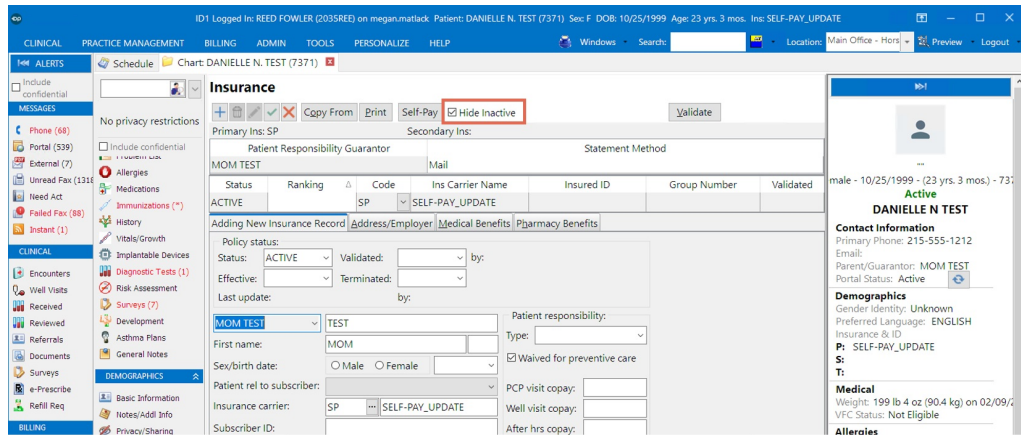 ID1 Logged In: REED FOWLER (2035REE) on megan.matlack Patient: DANIELLE N. TEST (7371) Sex: F DOB: 10/25/1999 Age: 23 yrs. 3 mos. Ins: SELF-PAY_UPDATE
CLINICAL PRACTICE MANAGEMENT BILLING ADMIN TOOLS PERSONALIZE HELP Windows Search: Location: Main Office - Hors Preview Logout
ALERTS
Schedule Chart: DANIELLE N. TEST (7371)
Include confidential
MESSAGES
Phone (68)
Portal (539)
External (7)
Unread Fax (1318
Need Act
Failed Fax (88)
Instant (1)
CLINICAL
Encounters
Well Visits
Received
Reviewed
Referrals
Documents
Surveys
e-Prescribe
Refill Req
BILLING
No privacy restrictions
Include confidential
Problem List
Allergies
Medications
Immunizations (*)
History
Vitals/Growth
Implantable Devices
Diagnostic Tests (1)
Risk Assessment
Surveys (7)
Development
Asthma Plans
General Notes
DEMOGRAPHICS
Basic Information
Notes/Addl Info
Privacy/Sharing
Insurance
Copy From Print Self-Pay Hide Inactive Validate
Primary Ins: SP Secondary Ins:
Patient Responsibility Guarantor Statement Method
MOM TEST Mail
Status Ranking Code Ins Carrier Name Insured ID Group Number Validated
ACTIVE SP SELF-PAY_UPDATE
Adding New Insurance Record Address/Employer Medical Benefits Pharmacy Benefits
Policy status:
Status: ACTIVE Validated: by:
Effective: Terminated:
Last update: by:
MOM TEST TEST
First name: MOM
Sex/birth date: Male Female
Patient rel to subscriber:
Insurance carrier: SP ... SELF-PAY_UPDATE
Subscriber ID:
Patient responsibility:
Type:
Waived for preventive care
PCP visit copay:
Well visit copay:
After hrs copay:
--
male - 10/25/1999 - (23 yrs. 3 mos.) - 737
Active
DANIELLE N TEST
Contact Information
Primary Phone: 215-555-1212
Email:
Parent/Guarantor: MOM TEST
Portal Status: Active
Demographics
Gender Identity: Unknown
Preferred Language: ENGLISH
Insurance & ID
P: SELF-PAY_UPDATE
S:
T:
Medical
Weight: 199 lb 4 oz (90.4 kg) on 02/09/2
VFC Status: Not Eligible
Allergies